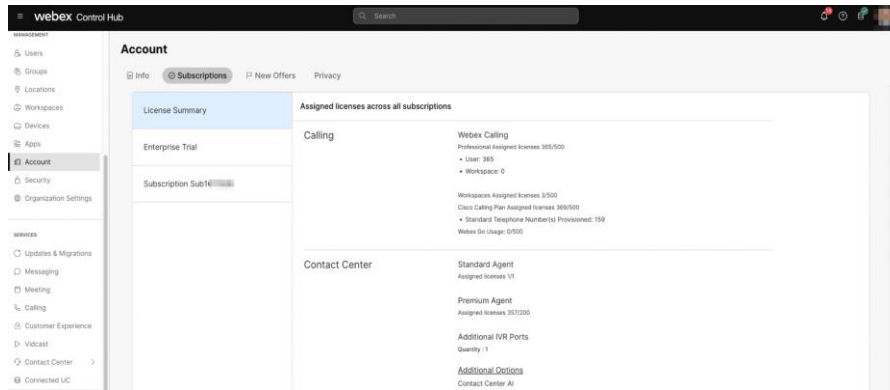 webex Control Hub
Search
MANAGEMENT
Users
Groups
Locations
Workspaces
Devices
Apps
Account
Security
Organization Settings
SERVICES
Updates & Migrations
Messaging
Meeting
Calling
Customer Experience
Vidcast
Contact Center
Connected UC
Account
Info
Subscriptions
New Offers
Privacy
License Summary
Enterprise Trial
Subscription Sub1
Assigned licenses across all subscriptions
Calling
Webex Calling
Professional Assigned licenses 365/500
• User: 365
• Workspace: 0
Workspaces Assigned licenses 3/500
Cisco Calling Plan Assigned licenses 369/500
• Standard Telephone Number(s) Provisioned: 159
Webex Go Usage: 0/500
Contact Center
Standard Agent
Assigned licenses 1/1
Premium Agent
Assigned licenses 357/200
Additional IVR Ports
Quantity : 1
Additional Options
Contact Center AI